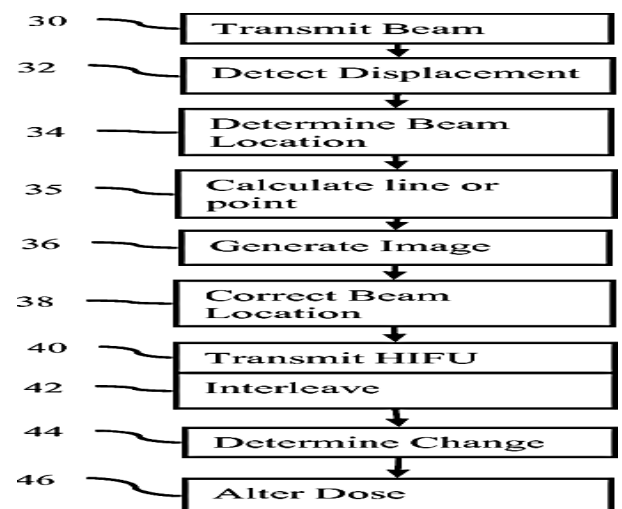 30 Transmit Beam
32 Detect Displacement
34 Determine Beam
Location
35 Calculate line or
point
36 Generate Image
38 Correct Beam
Location
40 Transmit HIFU
42 Interleave
44 Determine Change
46 Alter Dose